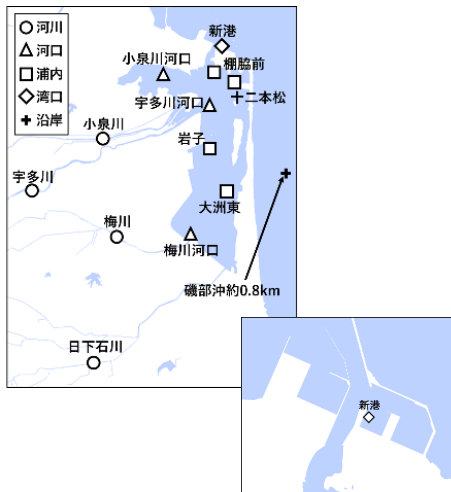 河川
河口
浦内
湾口
沿岸
新港
小泉川河口
棚脇前
十二本松
宇多川河口
小泉川
岩子
宇多川
大洲東
梅川
梅川河口
磯部沖約0.8km
日下石川
新港